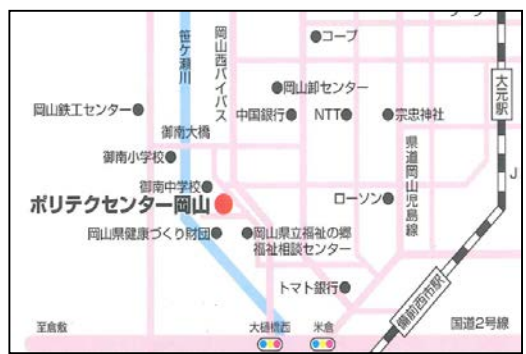 コープ
笹ケ瀬川
岡山西バイパス
大元駅
岡山卸センター
岡山鉄工センター
中国銀行
NTT
宗忠神社
御南大橋
御南小学校
県道岡山児島線
J
御南中学校
ポリテクセンター岡山
ローソン
岡山県健康づくり財団
岡山県立福祉の郷
福祉相談センター
トマト銀行
備前西市駅
至倉敷
大樋橋西
米倉
国道2号線